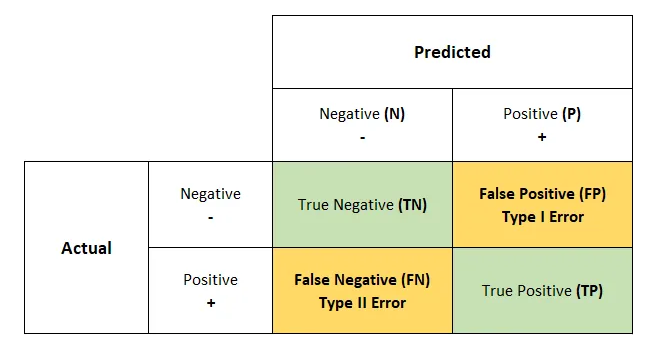 Predicted
Negative (N)
-
Positive (P)
+
Actual
Negative
-
True Negative (TN)
False Positive (FP)
Type I Error
Positive
+
False Negative (FN)
Type II Error
True Positive (TP)